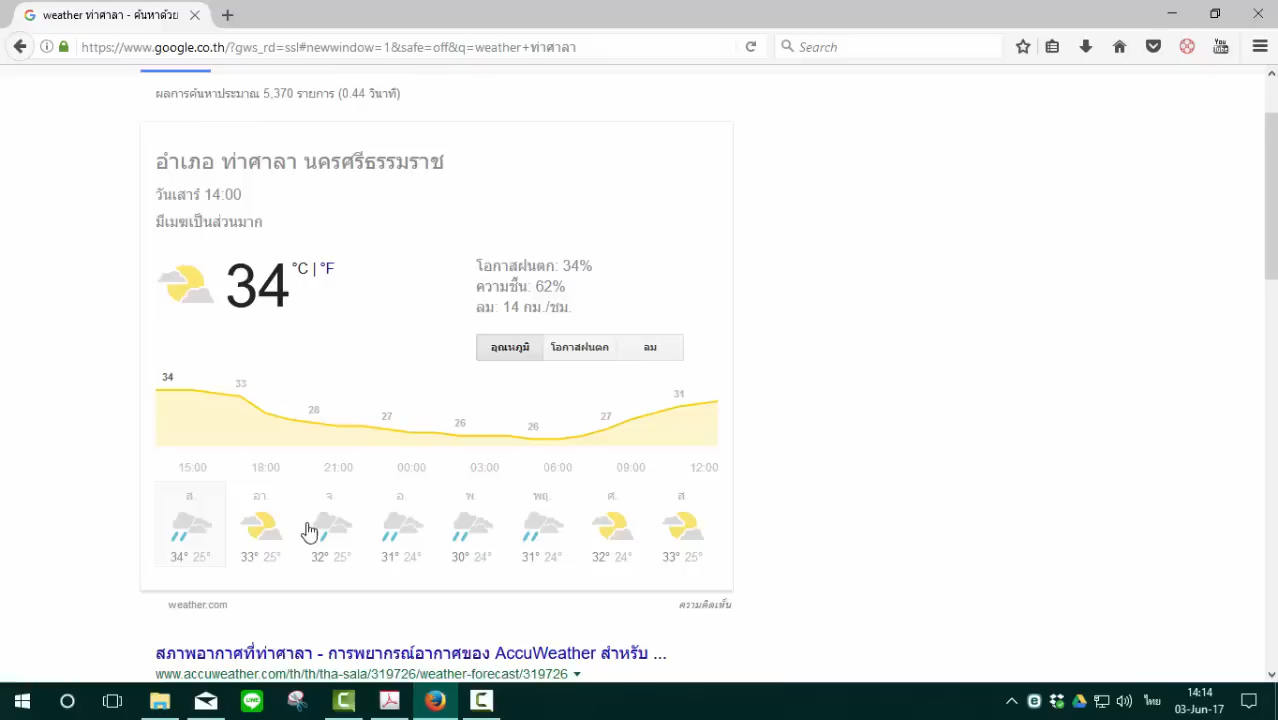 weather ท่าศาลา - ค้นหาด้วย
https://www.google.co.th/?gws_rd=ssl#newwindow=1&safe=off&q=weather+ท่าศาลา
Search
You
ผลการค้นหาประมาณ 5,370 รายการ (0.44 วินาที)
อำเภอ ท่าศาลา นครศรีธรรมราช
วันเสาร์ 14:00
มีเมฆเป็นส่วนมาก
34 °C | °F
โอกาสฝนตก: 34%
ความชื้น: 62%
ลม: 14 กม./ชม.
อุณหภูมิ โอกาสฝนตก ลม
34 33 28 27 26 26 27 31
15:00 18:00 21:00 00:00 03:00 06:00 09:00 12:00
ส. อา. จ. อ. พ. พฤ. ศ. ส.
34° 25° 33° 25° 32° 25° 31° 24° 30° 24° 31° 24° 32° 24° 33° 25°
weather.com ความคิดเห็น
สภาพอากาศที่ท่าศาลา - การพยากรณ์อากาศของ AccuWeather สำหรับ ...
www.accuweather.com/th/th/tha-sala/319726/weather-forecast/319726
LINE
ไทย
14:14
03-Jun-17